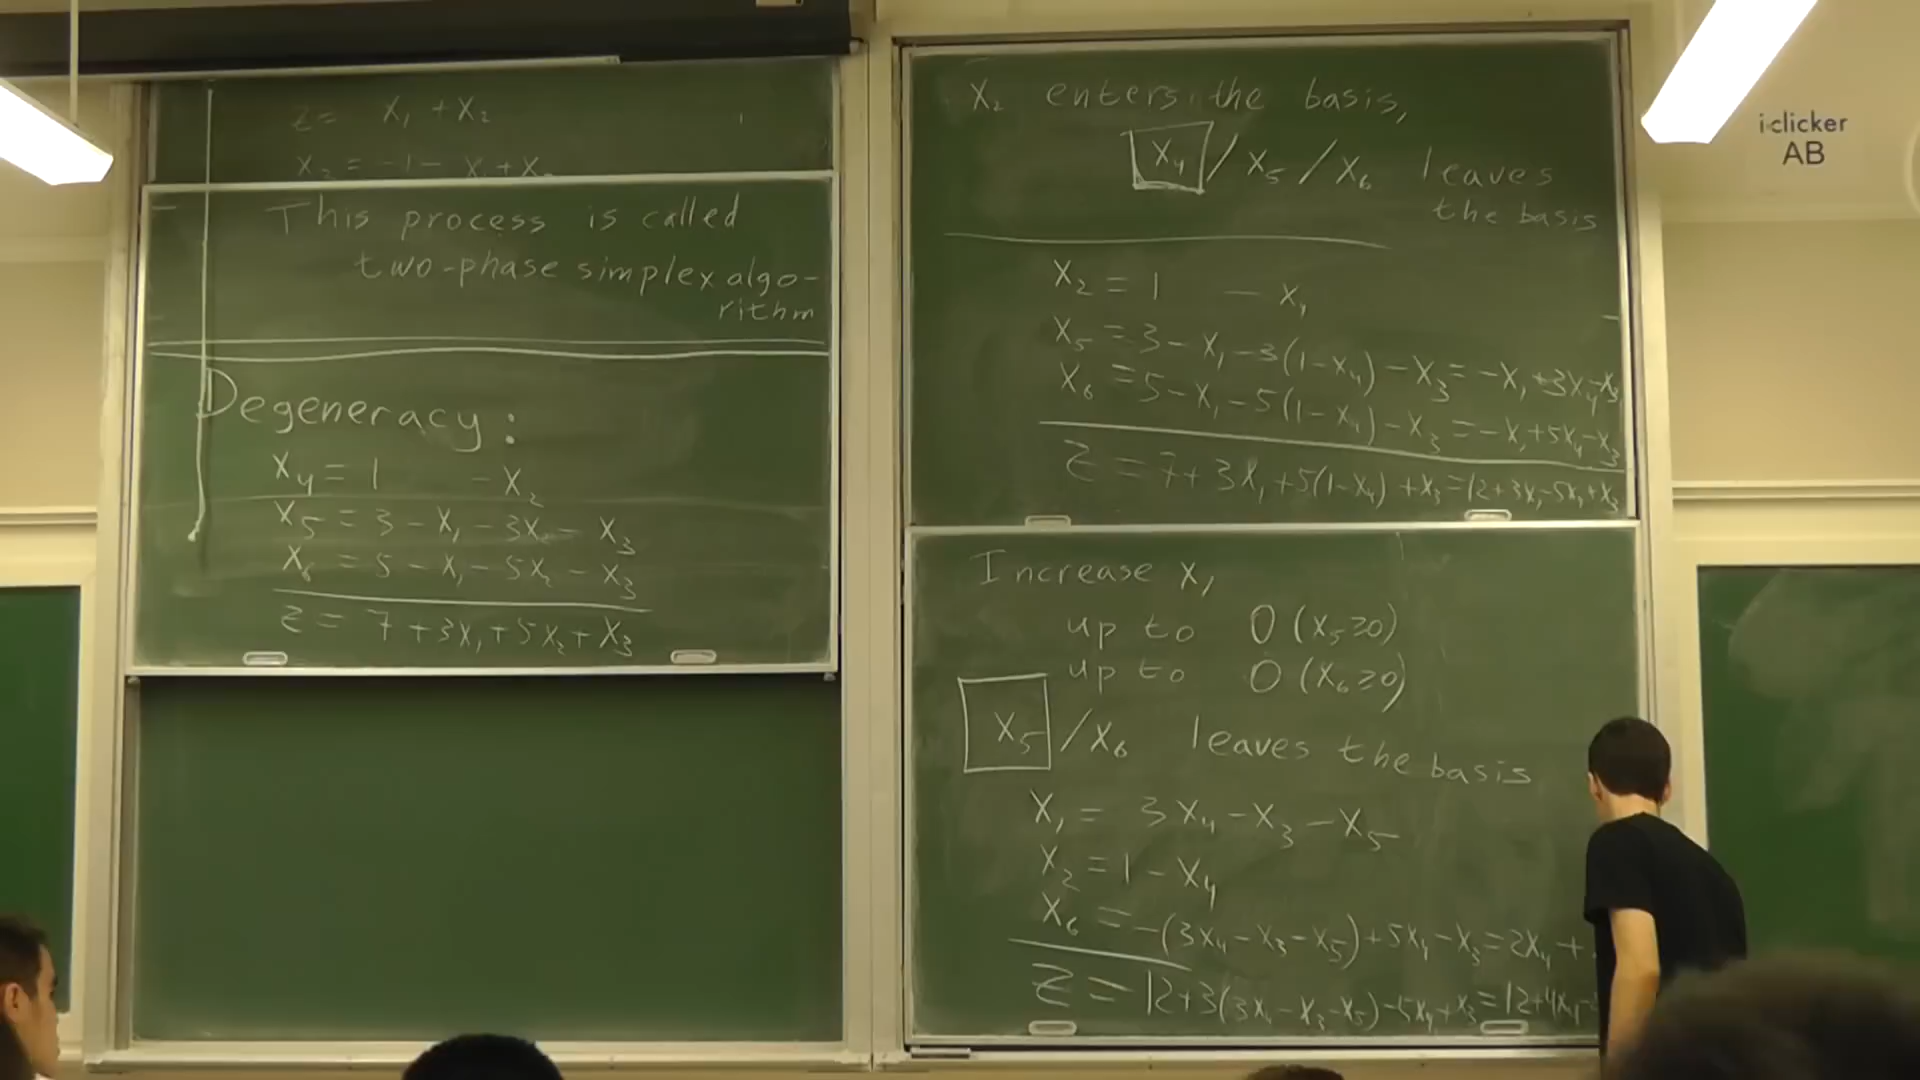 z = x₁ + x₂
x₃ = -1 - x₁ + x₀
This process is called
two-phase simplex algo-
rithm
Degeneracy:
x₄ = 1 - x₂
x₅ = 3 - x₁ - 3x₂ - x₃
x₆ = 5 - x₁ - 5x₂ - x₃
z = 7 + 3x₁ + 5x₂ + x₃
x₂ enters the basis,
x₄ / x₅ / x₆ leaves
the basis
x₂ = 1 - x₄
x₅ = 3 - x₁ - 3(1-x₄) - x₃ = -x₁ + 3x₄ - x₃
x₆ = 5 - x₁ - 5(1-x₄) - x₃ = -x₁ + 5x₄ - x₃
z = 7 + 3x₁ + 5(1-x₄) + x₃ = 12 + 3x₁ - 5x₄ + x₃
Increase x₁
up to 0 (x₅≥0)
up to 0 (x₆≥0)
x₅ / x₆ leaves the basis
x₁ = 3x₄ - x₃ - x₅
x₂ = 1 - x₄
x₆ = -(3x₄ - x₃ - x₅) + 5x₄ - x₃ = 2x₄ +
z = 12 + 3(3x₄ - x₃ - x₅) - 5x₄ + x₃ = 12 + 4x₄ -
iclicker
AB